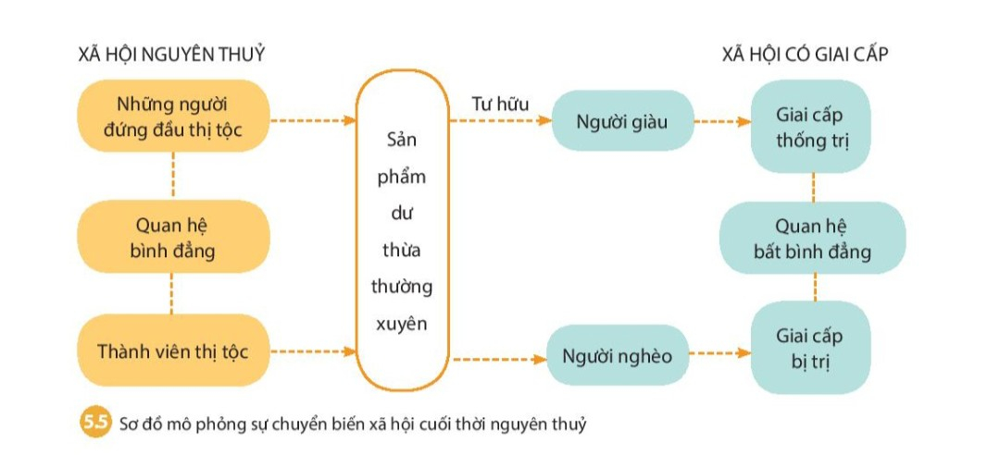 XÃ HỘI NGUYÊN THUỶ
XÃ HỘI CÓ GIAI CẤP
Những người
đứng đầu thị tộc
Quan hệ
bình đẳng
Thành viên thị tộc
Sản
phẩm
dư
thừa
thường
xuyên
Tư hữu
Người giàu
Người nghèo
Giai cấp
thống trị
Quan hệ
bất bình đẳng
Giai cấp
bị trị
5.5 Sơ đồ mô phỏng sự chuyển biến xã hội cuối thời nguyên thuỷ